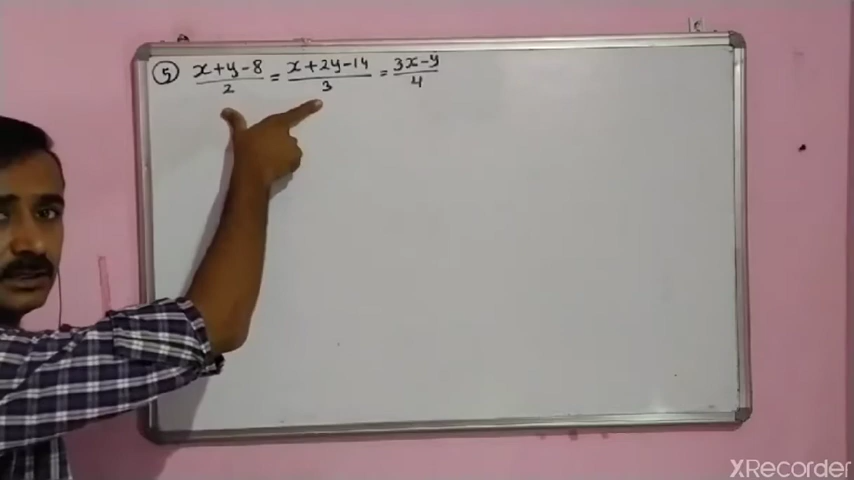 ⑤ (x+y-8)/2 = (x+2y-14)/3 = (3x-y)/4
XRecorder